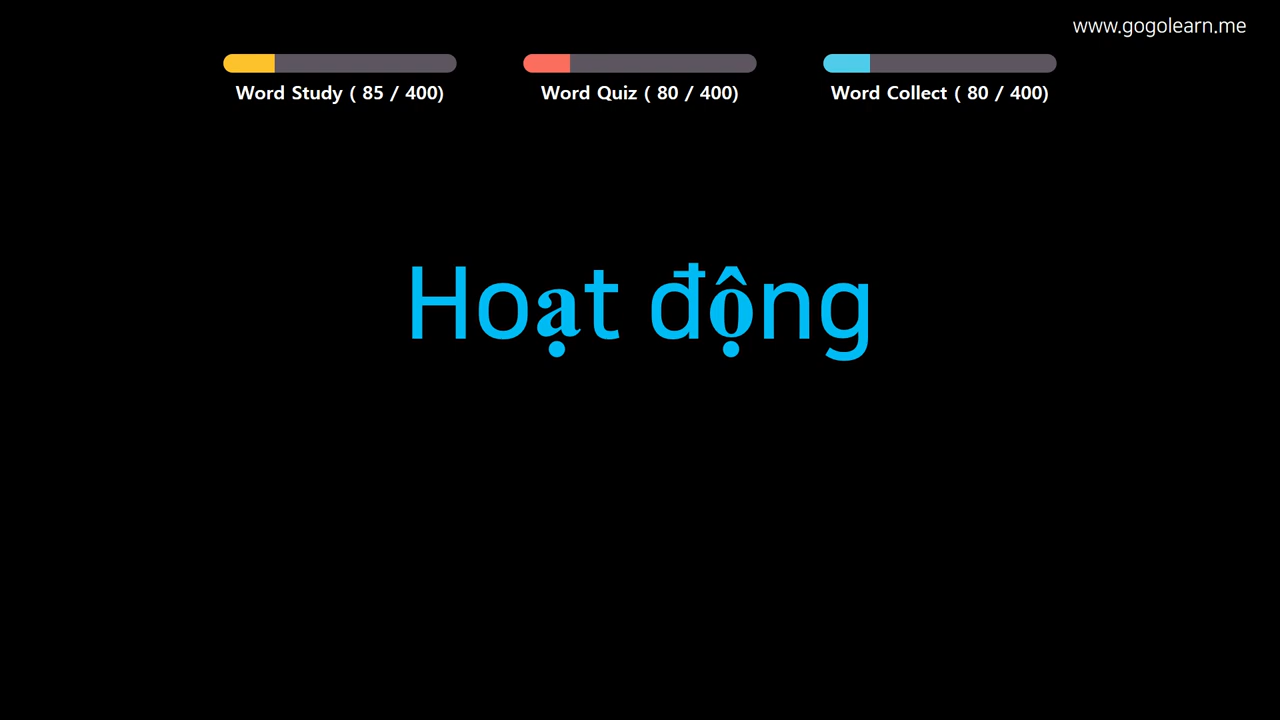 www.gogolearn.me
Word Study ( 85 / 400)
Word Quiz ( 80 / 400)
Word Collect ( 80 / 400)
Hoạt động